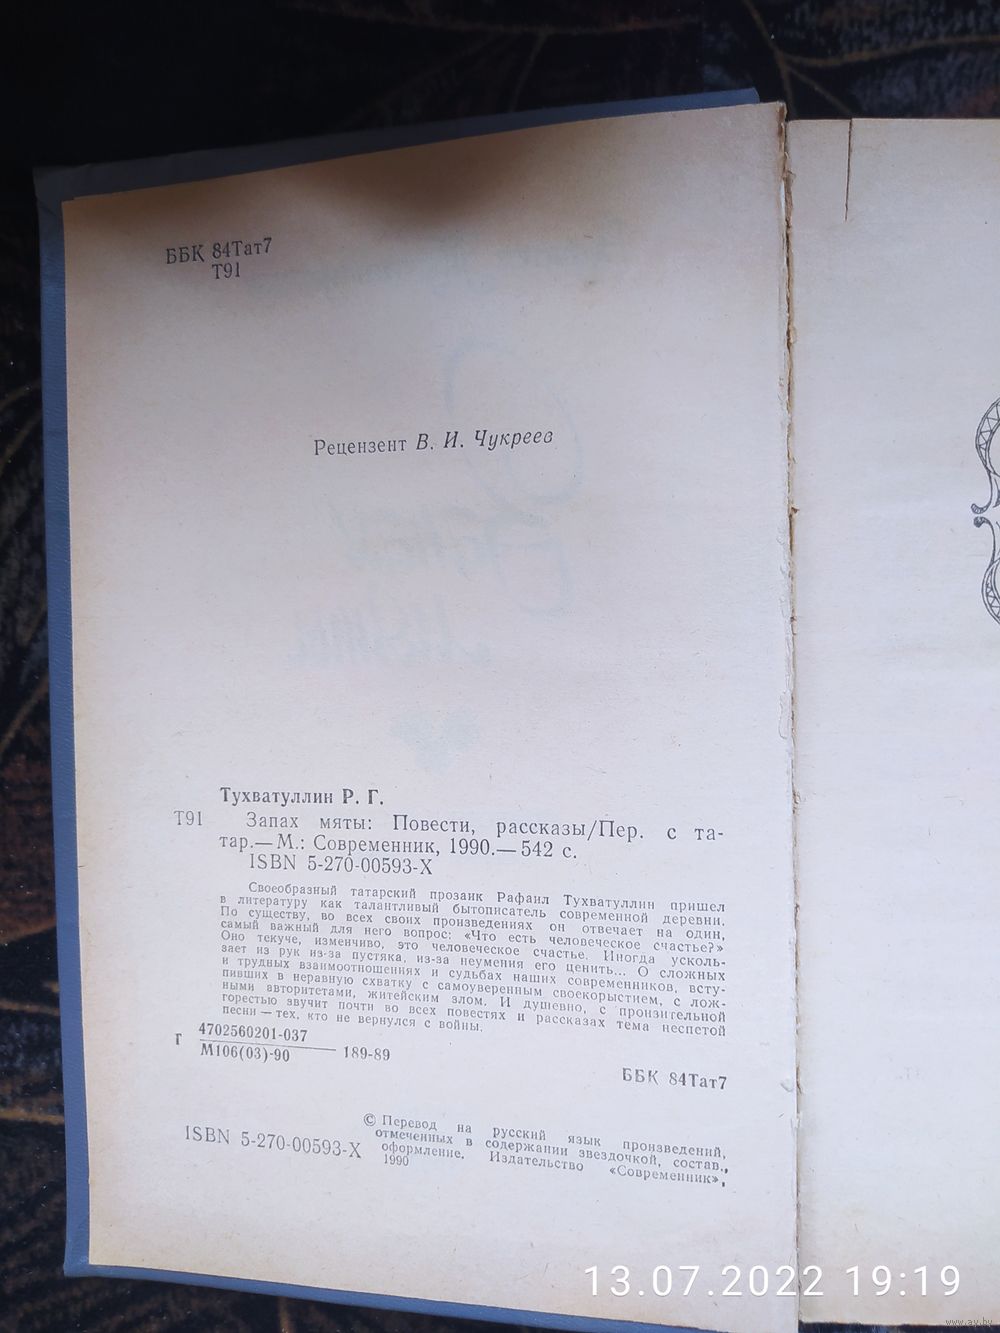 ББК 84Тат7
Т91
Рецензент В. И. Чукреев
Тухватуллин Р. Г.
Т91 Запах мяты: Повести, рассказы/Пер. с та-
тар.— М.: Современник, 1990.— 542 с.
ISBN 5-270-00593-X
Своеобразный татарский прозаик Рафаил Тухватуллин пришел
в литературу как талантливый бытописатель современной деревни.
По существу, во всех своих произведениях он отвечает на один,
самый важный для него вопрос: «Что есть человеческое счастье?»
Оно текуче, изменчиво, это человеческое счастье. Иногда усколь-
зает из рук из-за пустяка, из-за неумения его ценить... О сложных
и трудных взаимоотношениях и судьбах наших современников, всту-
пивших в неравную схватку с самоуверенным своекорыстием, с лож-
ными авторитетами, житейским злом. И душевно, с пронзительной
горестью звучит почти во всех повестях и рассказах тема неспетой
песни — тех, кто не вернулся с войны.
Г 4702560201-037
М106(03)-90 189-89
ББК 84Тат7
© Перевод на русский язык произведений,
отмеченных в содержании звездочкой, состав.,
оформление. Издательство «Современник»,
1990
ISBN 5-270-00593-X
13.07.2022 19:19
www.ay.by